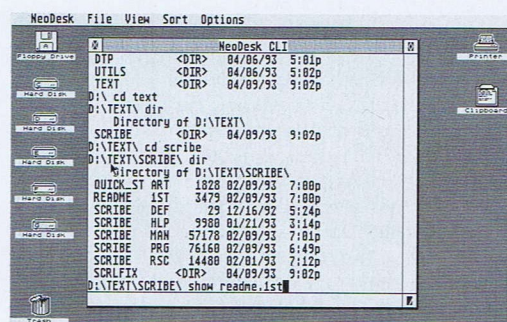 NeoDesk File View Sort Options
NeoDesk CLI
DTP <DIR> 04/06/93 5:01p
UTILS <DIR> 04/06/93 5:02p
TEXT <DIR> 04/09/93 9:02p
D:\ cd text
D:\TEXT\ dir
Directory of D:\TEXT\
SCRIBE <DIR> 04/09/93 9:02p
D:\TEXT\ cd scribe
D:\TEXT\SCRIBE\ dir
Directory of D:\TEXT\SCRIBE\
QUICK_ST ART 1828 02/09/93 7:00p
README 1ST 3479 02/09/93 7:00p
SCRIBE DEF 29 12/16/92 5:24p
SCRIBE HLP 9980 01/21/93 3:14p
SCRIBE MAN 57178 02/09/93 7:01p
SCRIBE PRG 76160 02/09/93 6:49p
SCRIBE RSC 14480 02/01/93 7:12p
SCRLFIX <DIR> 04/09/93 9:02p
D:\TEXT\SCRIBE\ show readme.1st
Floppy Drive
Hard Disk
Hard Disk
Hard Disk
Hard Disk
Hard Disk
Trash
Printer
Clipboard